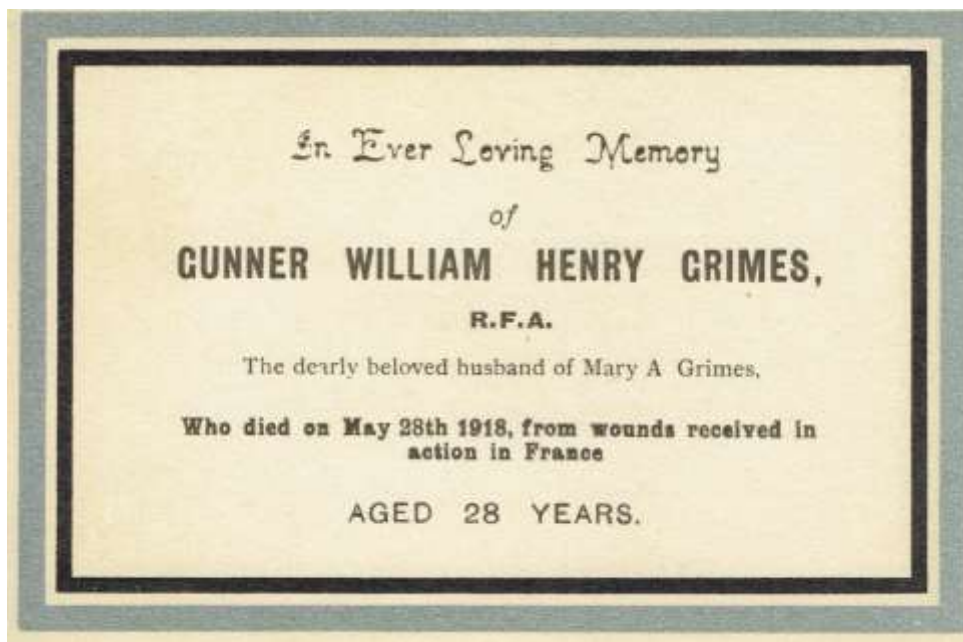 In Ever Loving Memory
of
GUNNER WILLIAM HENRY GRIMES,
R.F.A.
The dearly beloved husband of Mary A Grimes,
Who died on May 28th 1918, from wounds received in
action in France
AGED 28 YEARS.